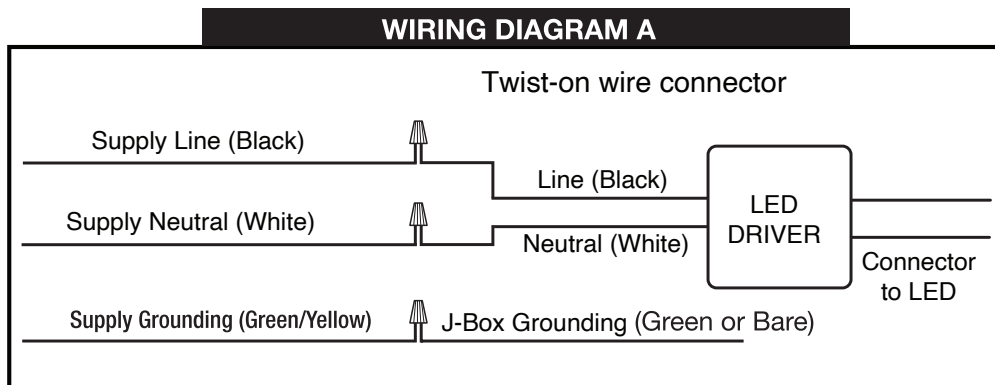 WIRING DIAGRAM A
Twist-on wire connector
Supply Line (Black)
Line (Black)
Supply Neutral (White)
Neutral (White)
LED
DRIVER
Connector
to LED
Supply Grounding (Green/Yellow)
J-Box Grounding (Green or Bare)